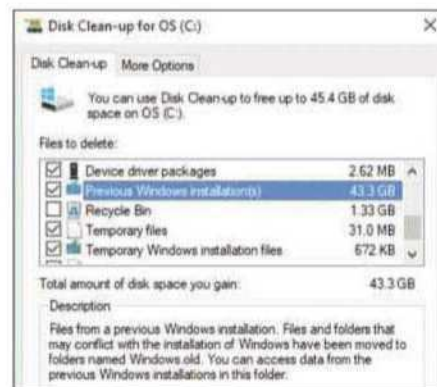 Disk Clean-up for OS (C:)
Disk Clean-up
More Options
You can use Disk Clean-up to free up to 45.4 GB of disk
space on OS (C:).
Files to delete:
Device driver packages 2.62 MB
Previous Windows installation(s) 43.3 GB
Recycle Bin 1.33 GB
Temporary files 31.0 MB
Temporary Windows installation files 672 KB
Total amount of disk space you gain: 43.3 GB
Description
Files from a previous Windows installation. Files and folders that
may conflict with the installation of Windows have been moved to
folders named Windows.old. You can access data from the
previous Windows installations in this folder.